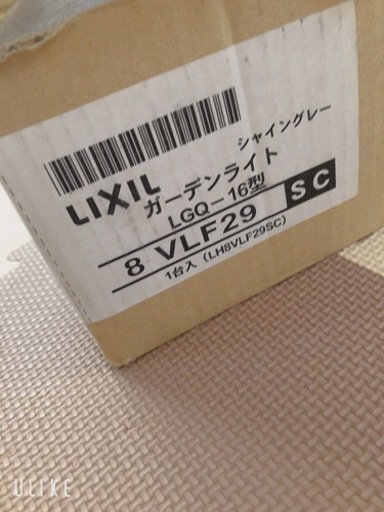 LIXIL
シャイングレー
ガーデンライト
LGQ-16型
8 VLF29 SC
1台入 (LH8VLF29SC)
ULIKE